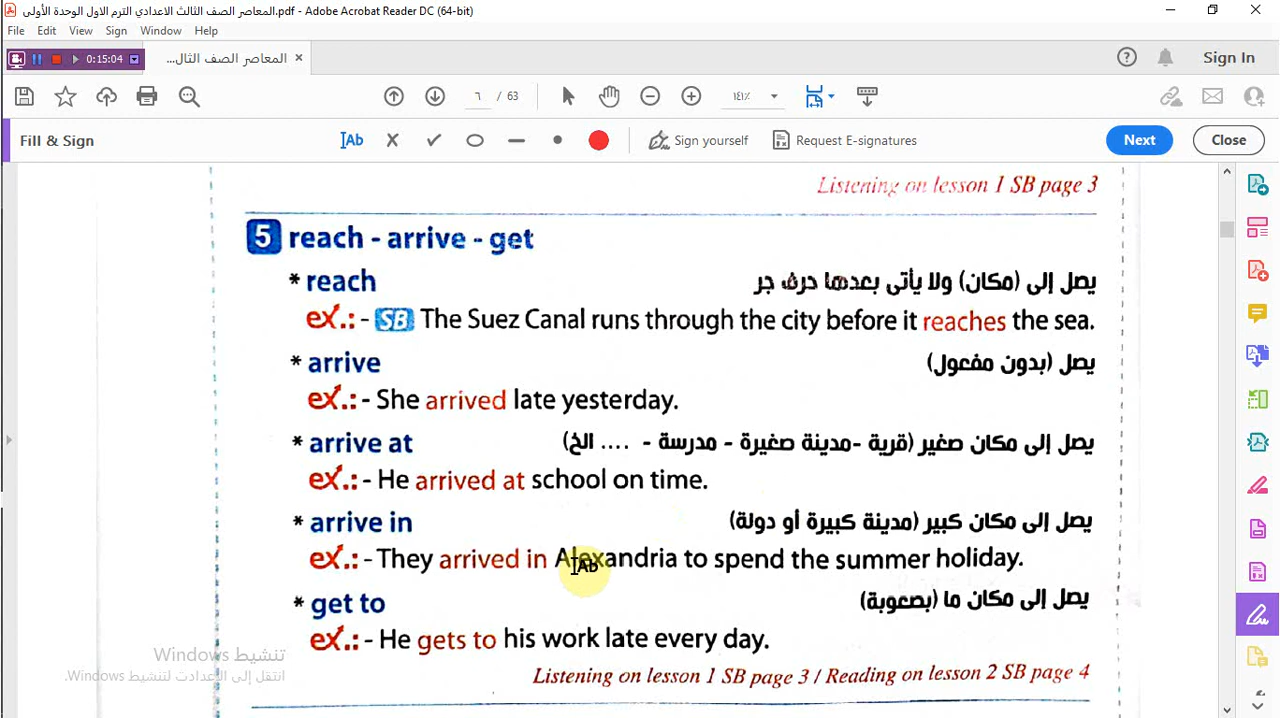 المعاصر الصف الثالث الاعدادي الترم الاول الوحدة الأولى.pdf - Adobe Acrobat Reader DC (64-bit)
File Edit View Sign Window Help
0:15:04 المعاصر الصف الثال... × Sign In
٦ / 63 ١٤١٪
Fill & Sign Ab Sign yourself Request E-signatures Next Close
Listening on lesson 1 SB page 3
5 reach - arrive - get
* reach يصل إلى (مكان) ولا يأتى بعدها حرف جر
ex.: - SB The Suez Canal runs through the city before it reaches the sea.
* arrive يصل (بدون مفعول)
ex.: - She arrived late yesterday.
* arrive at يصل إلى مكان صغير (قرية -مدينة صغيرة - مدرسة - .... الخ)
ex.: - He arrived at school on time.
* arrive in يصل إلى مكان كبير (مدينة كبيرة أو دولة)
ex.: - They arrived in Alexandria to spend the summer holiday.
Ab
* get to يصل إلى مكان ما (بصعوبة)
ex.: - He gets to his work late every day.
تنشيط Windows
انتقل إلى الإعدادات لتنشيط Windows.
Listening on lesson 1 SB page 3 / Reading on lesson 2 SB page 4